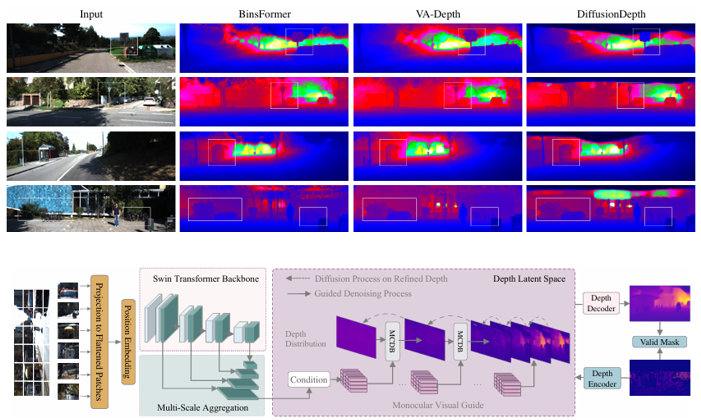 Input BinsFormer VA-Depth DiffusionDepth
Projection to Flattened Patches
Position Embedding
Swin Transformer Backbone
Multi-Scale Aggregation
Diffusion Process on Refined Depth
Guided Denoising Process
Depth Latent Space
Depth
Distribution
MCDB
MCDB
Condition
... ...
Monocular Visual Guide
Depth
Decoder
Valid Mask
Depth
Encoder